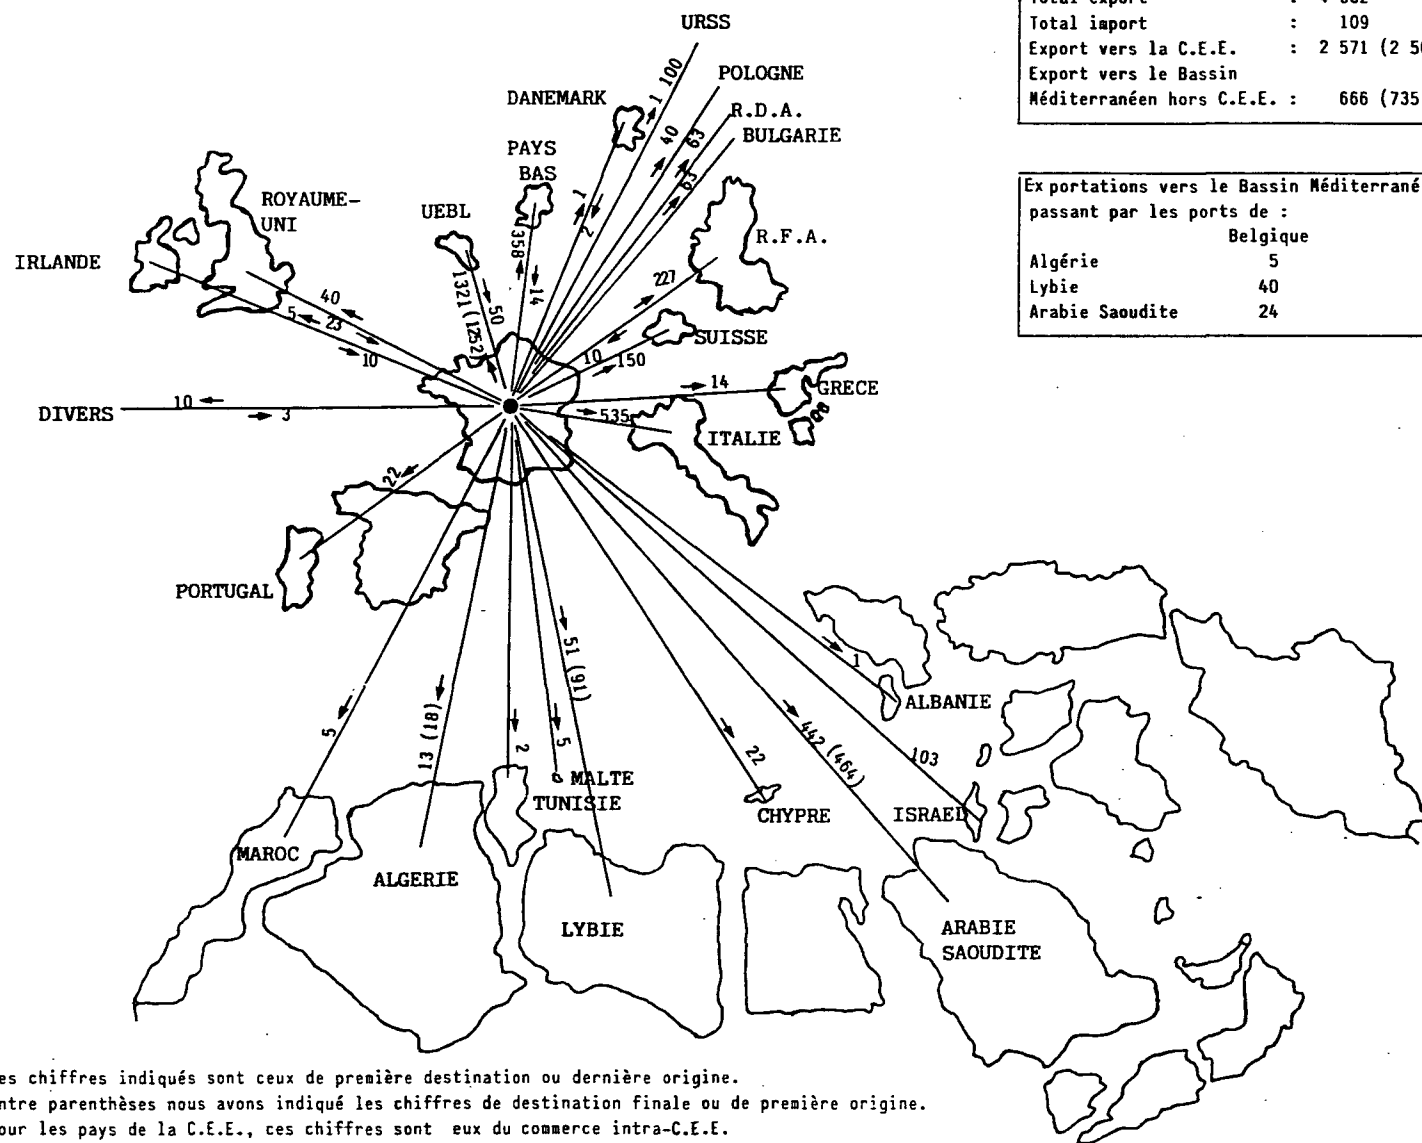 Total export :
Total import : 109
Export vers la C.E.E. : 2 571 (2 50
Export vers le Bassin
Méditerranéen hors C.E.E. : 666 (735
Exportations vers le Bassin Méditerrané
passant par les ports de :
Belgique
Algérie 5
Lybie 40
Arabie Saoudite 24
URSS
1 100
POLOGNE
40
DANEMARK
1
2
R.D.A.
63
BULGARIE
63
PAYS
BAS
358
14
ROYAUME-
UNI
40
23
UEBL
1321 (1252)
50
R.F.A.
227
10
IRLANDE
5
10
SUISSE
150
GRECE
14
DIVERS
10
3
ITALIE
535
22
PORTUGAL
5
13 (18)
2
5
51 (91)
22
442 (464)
103
1
ALBANIE
MALTE
TUNISIE
CHYPRE
ISRAEL
MAROC
ALGERIE
LYBIE
ARABIE
SAOUDITE
es chiffres indiqués sont ceux de première destination ou dernière origine.
ntre parenthèses nous avons indiqué les chiffres de destination finale ou de première origine.
our les pays de la C.E.E., ces chiffres sont eux du commerce intra-C.E.E.